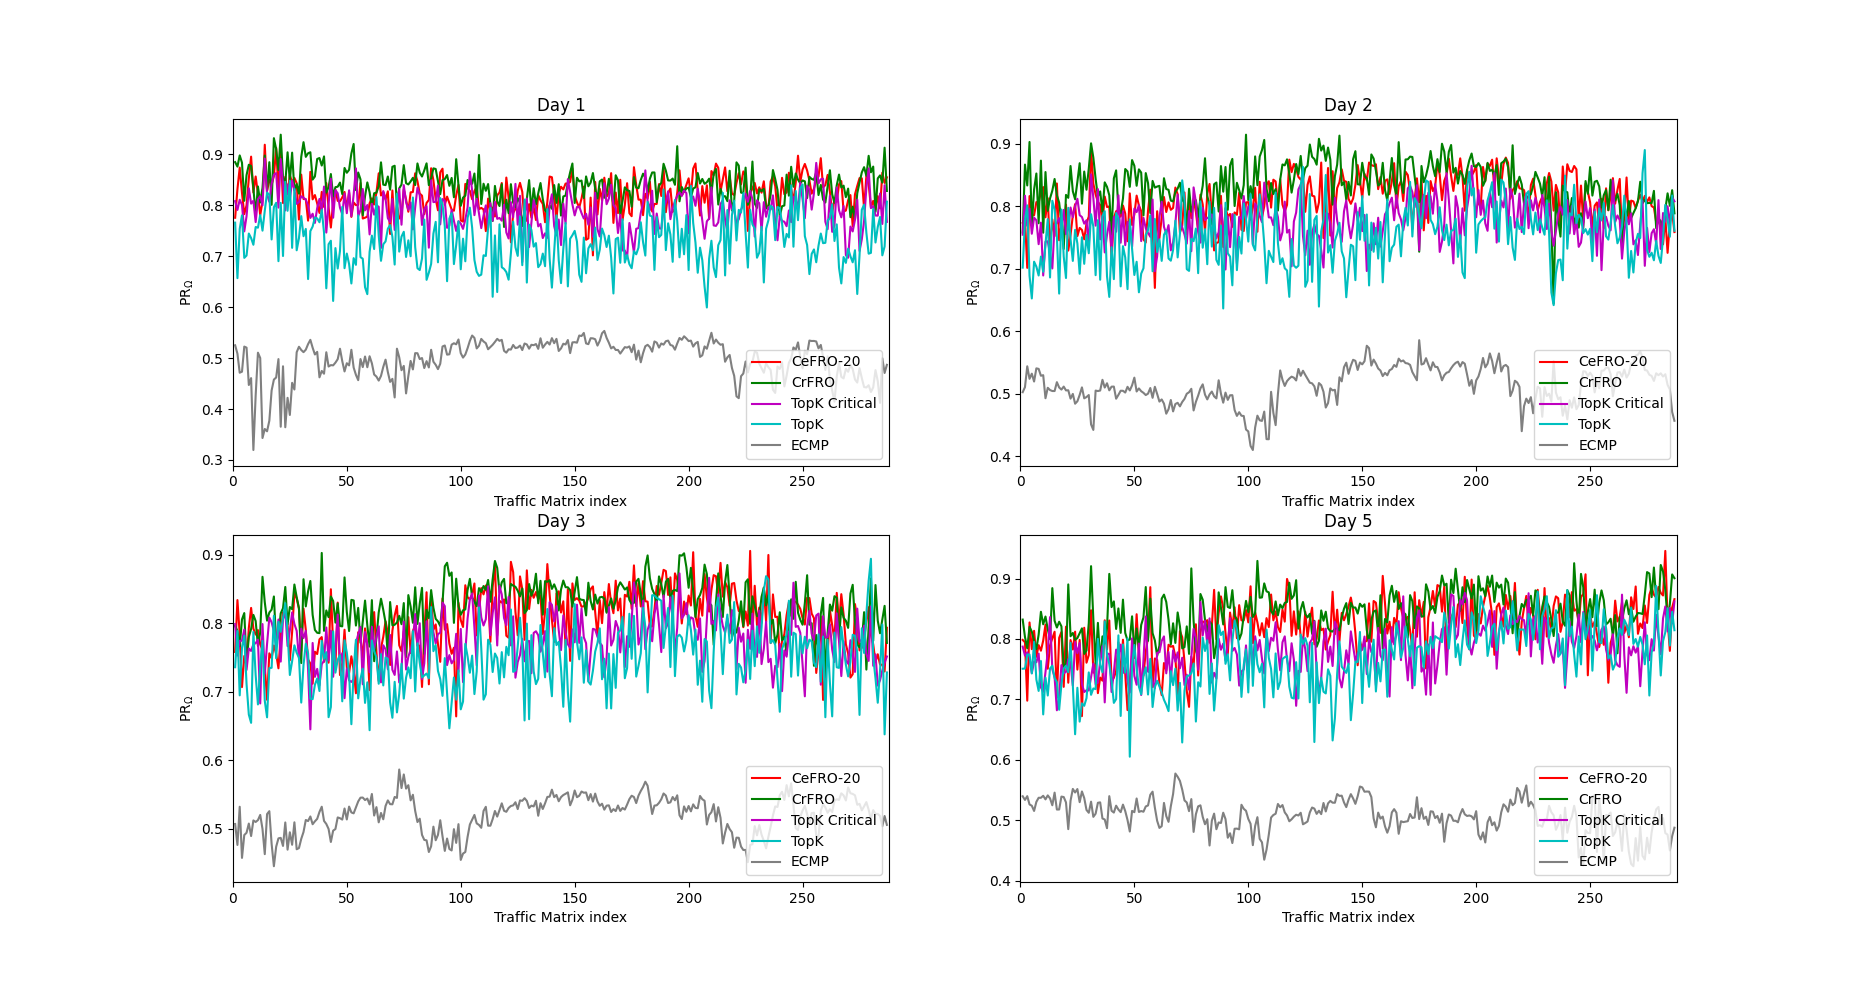 Day 1
0.9
0.8
0.7
0.6
0.5
0.4
0.3
PRΩ
0
50
100
150
200
250
Traffic Matrix index
CeFRO-20
CrFRO
TopK Critical
TopK
ECMP
Day 2
0.9
0.8
0.7
0.6
0.5
0.4
PRΩ
0
50
100
150
200
250
Traffic Matrix index
CeFRO-20
CrFRO
TopK Critical
TopK
ECMP
Day 3
0.9
0.8
0.7
0.6
0.5
PRΩ
0
50
100
150
200
250
Traffic Matrix index
CeFRO-20
CrFRO
TopK Critical
TopK
ECMP
Day 5
0.9
0.8
0.7
0.6
0.5
0.4
PRΩ
0
50
100
150
200
250
Traffic Matrix index
CeFRO-20
CrFRO
TopK Critical
TopK
ECMP